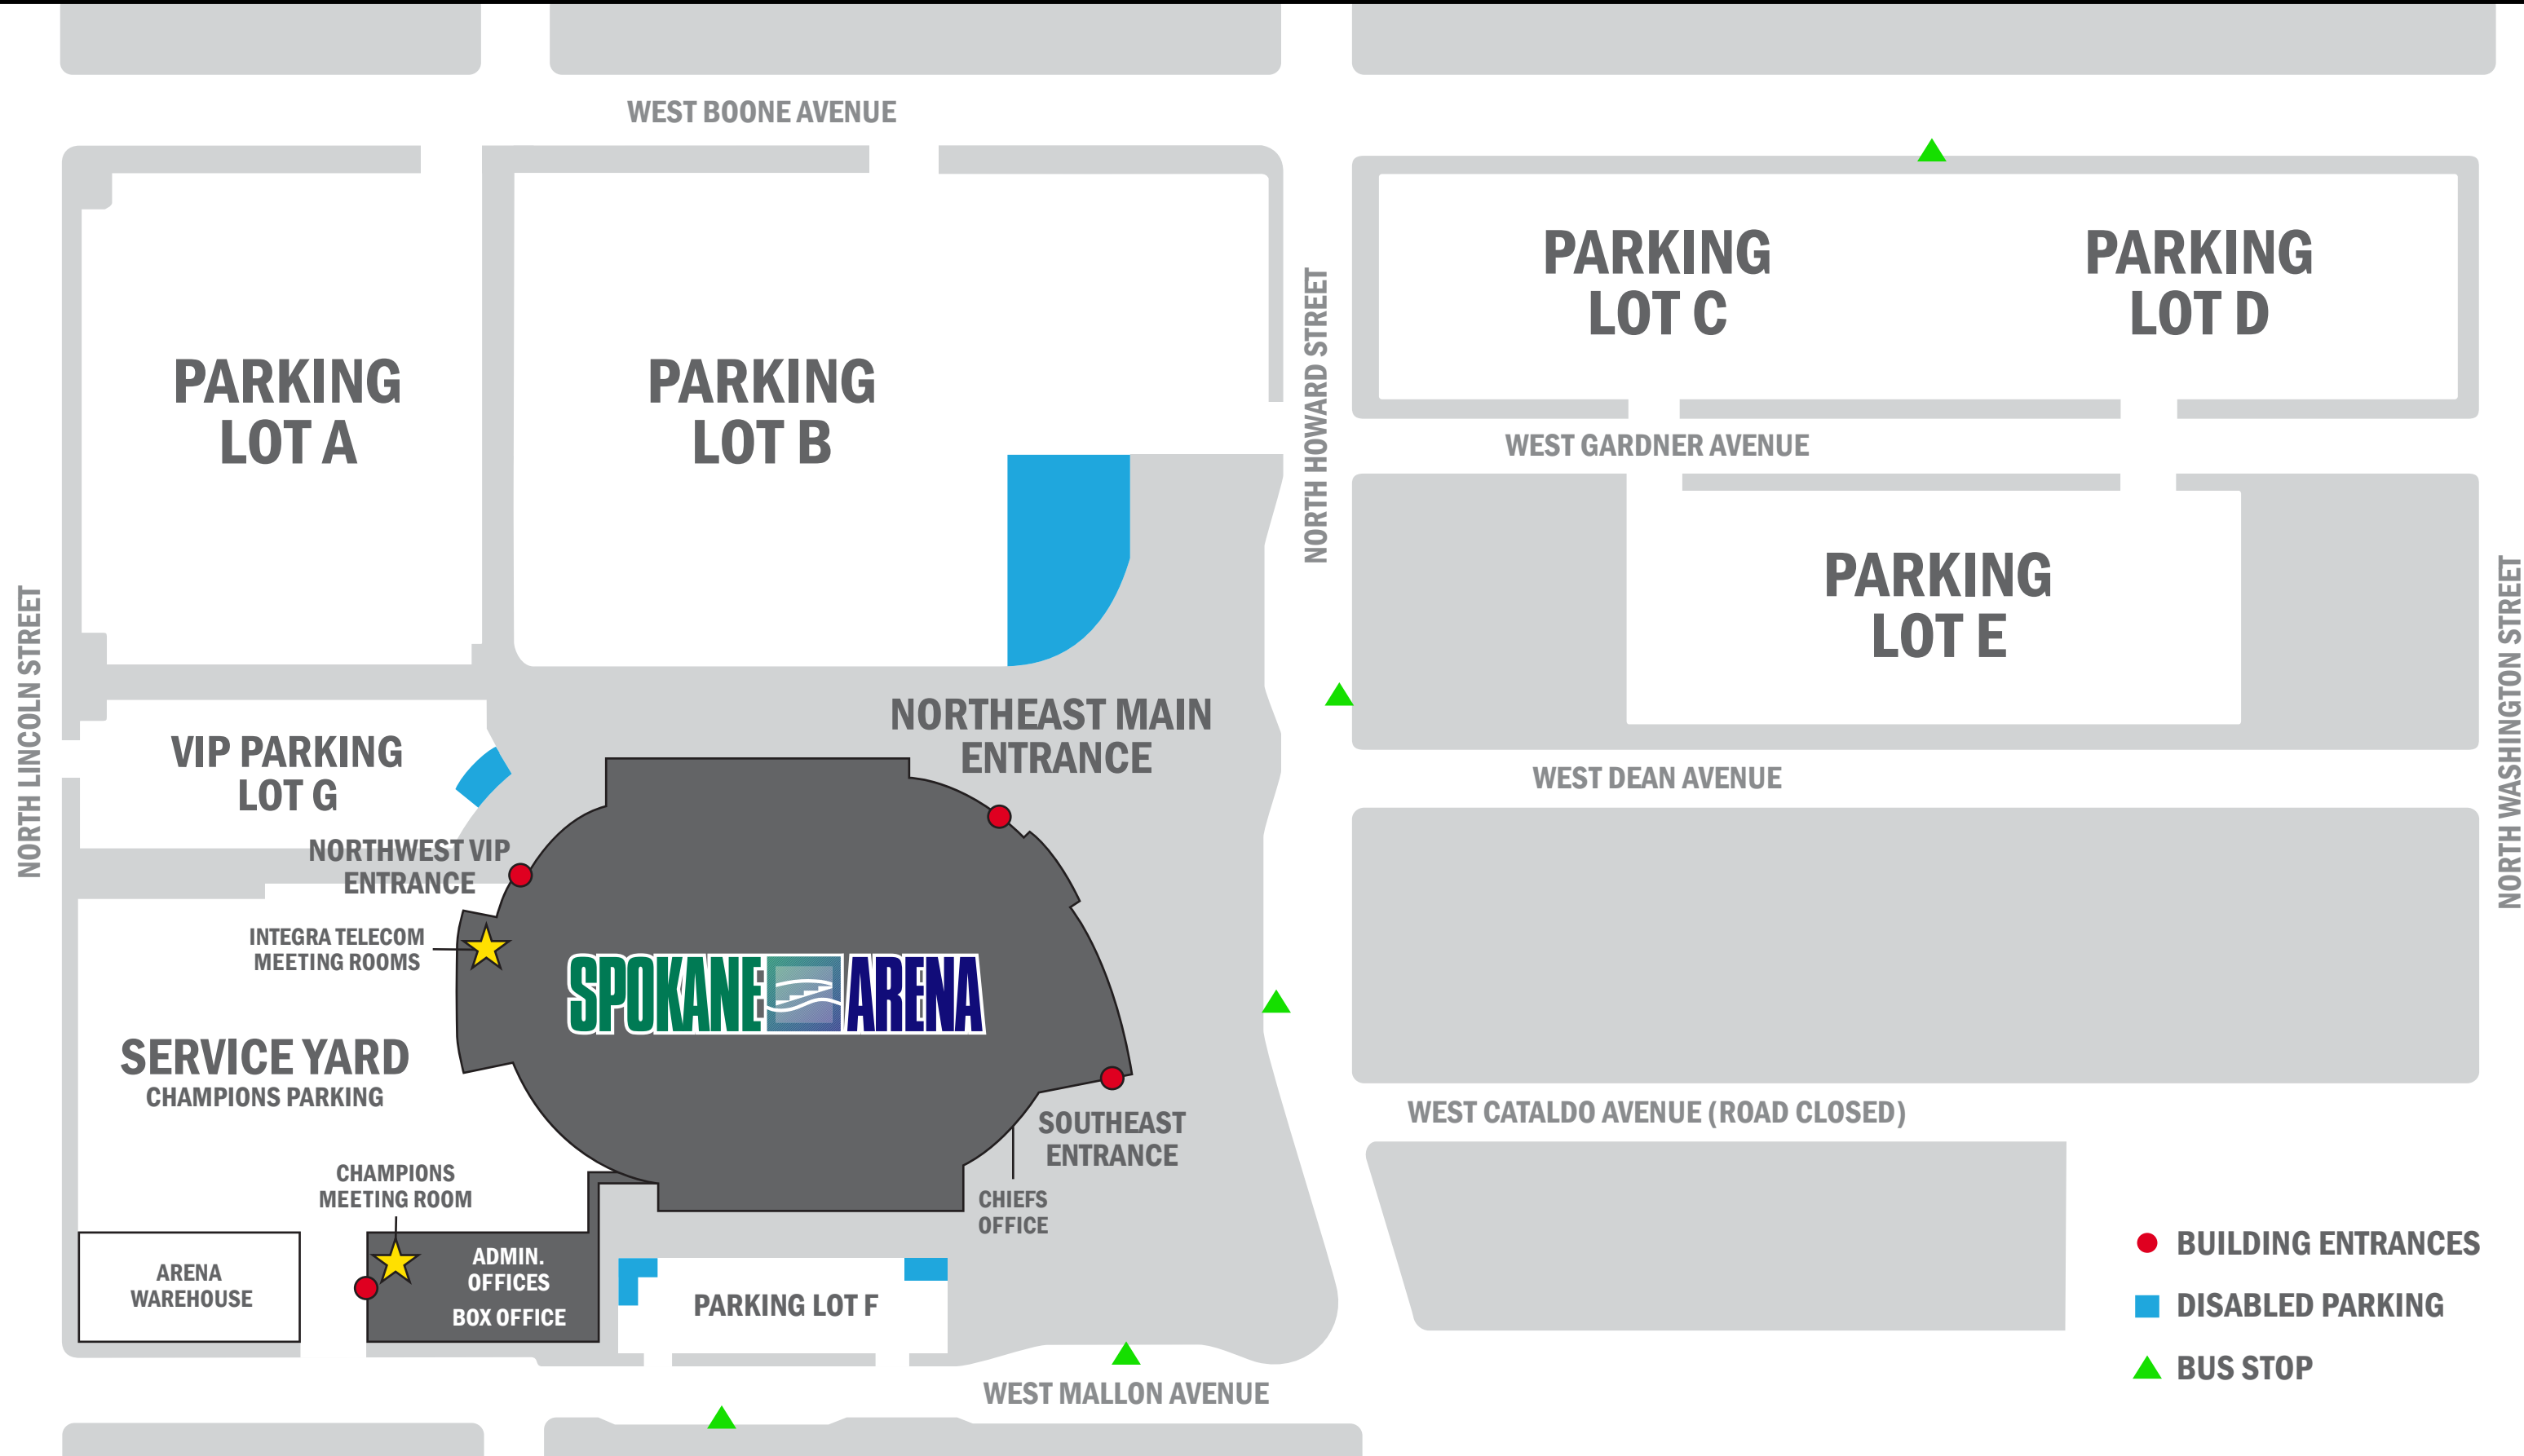 WEST BOONE AVENUE
PARKING
LOT A
PARKING
LOT B
PARKING
LOT C
PARKING
LOT D
NORTH HOWARD STREET
WEST GARDNER AVENUE
PARKING
LOT E
NORTH LINCOLN STREET
NORTH WASHINGTON STREET
NORTHEAST MAIN
ENTRANCE
VIP PARKING
LOT G
WEST DEAN AVENUE
NORTHWEST VIP
ENTRANCE
INTEGRA TELECOM
MEETING ROOMS
SPOKANE ARENA
SERVICE YARD
CHAMPIONS PARKING
WEST CATALDO AVENUE (ROAD CLOSED)
SOUTHEAST
ENTRANCE
CHAMPIONS
MEETING ROOM
CHIEFS
OFFICE
ARENA
WAREHOUSE
ADMIN.
OFFICES
BOX OFFICE
PARKING LOT F
WEST MALLON AVENUE
BUILDING ENTRANCES
DISABLED PARKING
BUS STOP